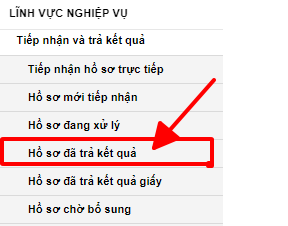 LĨNH VỰC NGHIỆP VỤ
Tiếp nhận và trả kết quả
Tiếp nhận hồ sơ trực tiếp
Hồ sơ mới tiếp nhận
Hồ sơ đang xử lý
Hồ sơ đã trả kết quả
Hồ sơ đã trả kết quả giấy
Hồ sơ chờ bổ sung